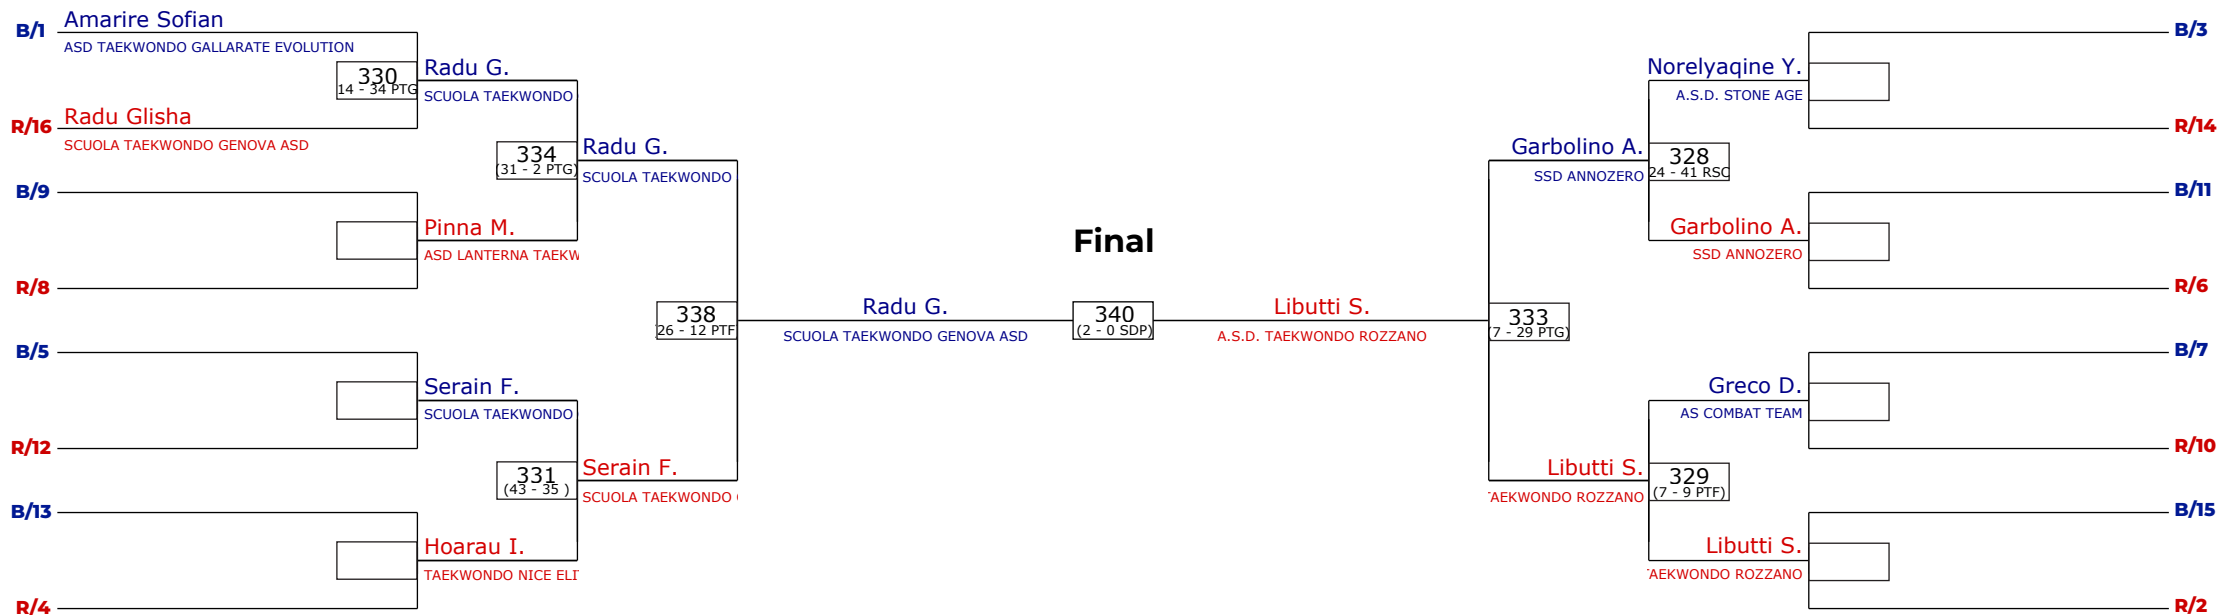 B/1
Amarire Sofian
ASD TAEKWONDO GALLARATE EVOLUTION
330
14 - 34 PTG
Radu G.
SCUOLA TAEKWONDO
R/16
Radu Glisha
SCUOLA TAEKWONDO GENOVA ASD
334
(31 - 2 PTG)
Radu G.
SCUOLA TAEKWONDO
B/9
Pinna M.
ASD LANTERNA TAEKW
R/8
338
26 - 12 PTF
B/5
Serain F.
SCUOLA TAEKWONDO
R/12
331
(43 - 35 )
Serain F.
SCUOLA TAEKWONDO
B/13
Hoarau I.
TAEKWONDO NICE ELIT
R/4
Final
Radu G.
SCUOLA TAEKWONDO GENOVA ASD
340
(2 - 0 SDP)
Libutti S.
A.S.D. TAEKWONDO ROZZANO
B/3
Norelyaqine Y.
A.S.D. STONE AGE
R/14
Garbolino A.
SSD ANNOZERO
328
24 - 41 RSC
B/11
Garbolino A.
SSD ANNOZERO
R/6
333
(7 - 29 PTG)
B/7
Greco D.
AS COMBAT TEAM
R/10
Libutti S.
TAEKWONDO ROZZANO
329
(7 - 9 PTF)
B/15
Libutti S.
TAEKWONDO ROZZANO
R/2